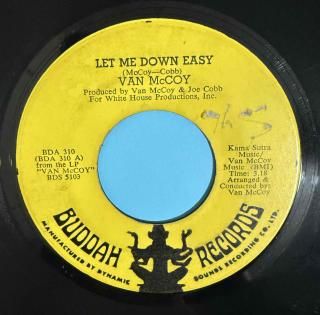 LET ME DOWN EASY
(McCoy—Cobb)
VAN McCOY
Produced by Van McCoy & Joe Cobb
For White House Productions, Inc.
BDA 310
(BDA 310 A)
from the LP
"VAN McCOY"
BDS 5103
Kama Sutra
Music/
Van McCoy
Music (BMI)
Time: 3.18
Arranged &
Conducted by:
Van McCoy
BUDDAH RECORDS
MANUFACTURED BY DYNAMIC SOUNDS RECORDING CO. LTD.